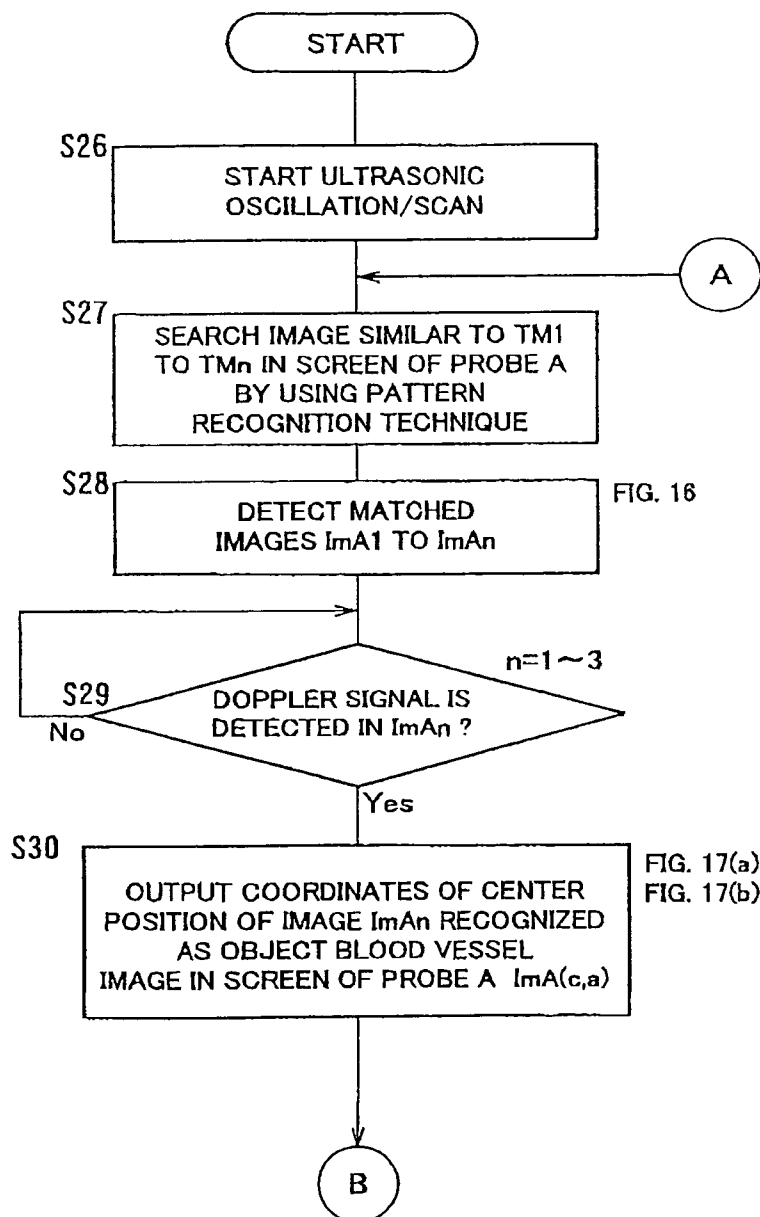 START
S26
START ULTRASONIC
OSCILLATION/SCAN
A
S27
SEARCH IMAGE SIMILAR TO TM1
TO TMn IN SCREEN OF PROBE A
BY USING PATTERN
RECOGNITION TECHNIQUE
S28
DETECT MATCHED
IMAGES ImA1 TO ImAn
FIG. 16
n=1～3
S29
DOPPLER SIGNAL IS
DETECTED IN ImAn ?
No
Yes
S30
OUTPUT COORDINATES OF CENTER
POSITION OF IMAGE ImAn RECOGNIZED
AS OBJECT BLOOD VESSEL
IMAGE IN SCREEN OF PROBE A ImA(c,a)
FIG. 17(a)
FIG. 17(b)
B